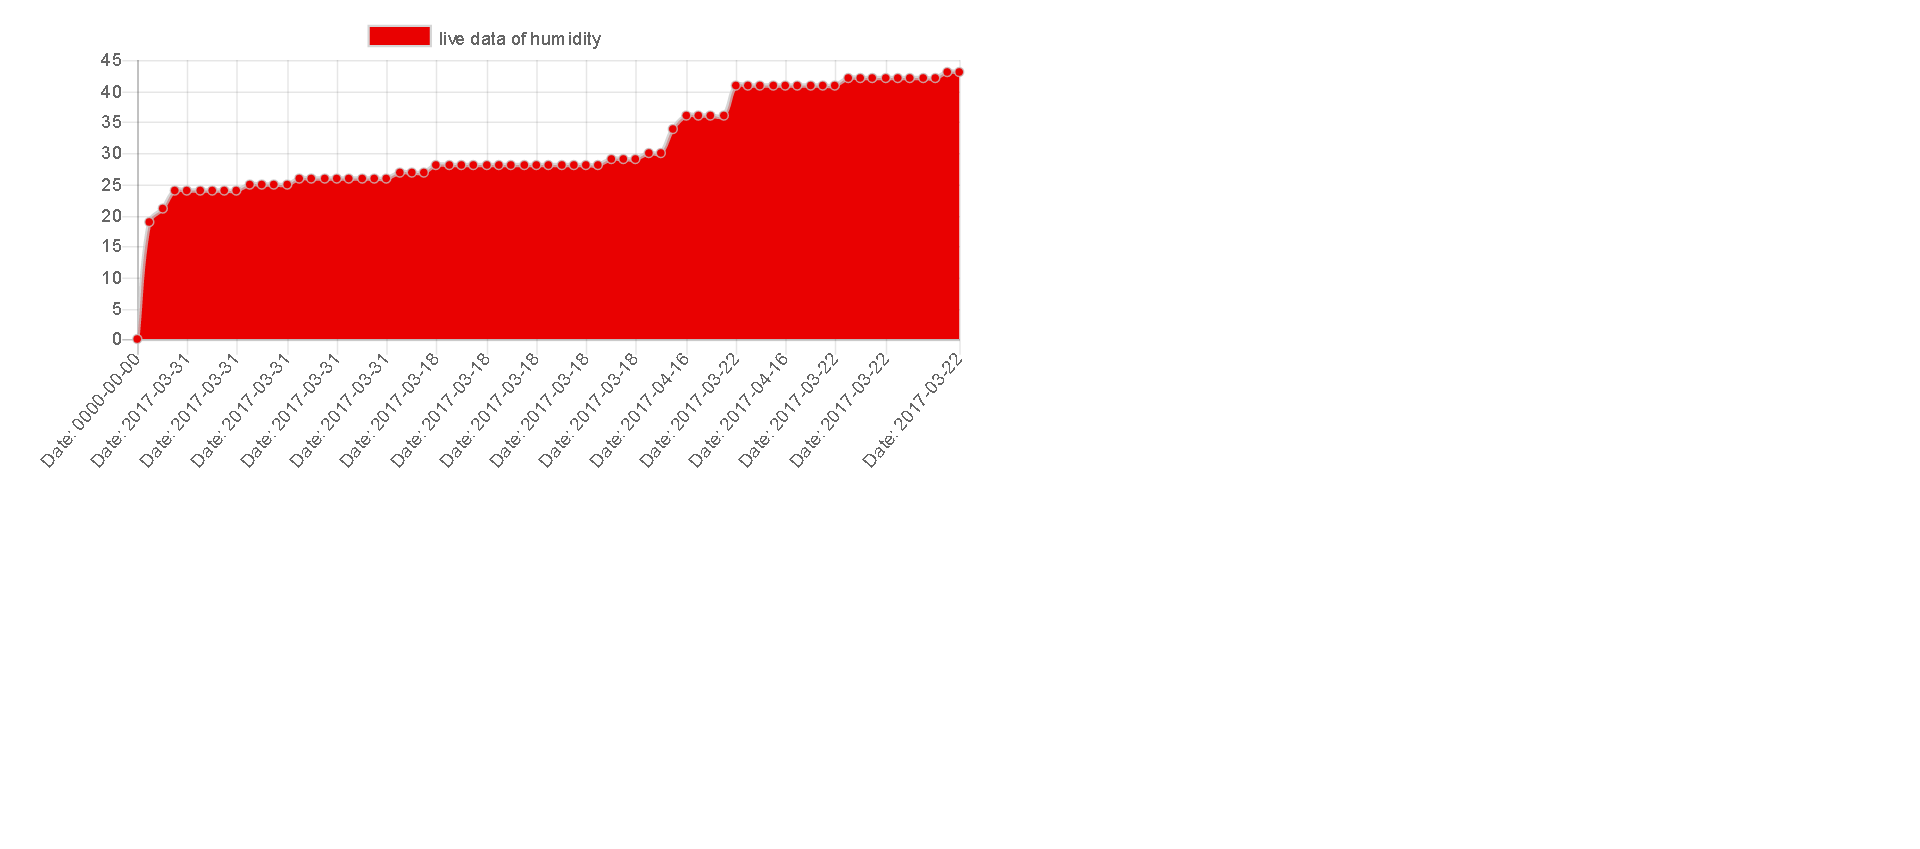 live data of humidity
45
40
35
30
25
20
15
10
5
0
Date: 0000-00-00
Date: 2017-03-31
Date: 2017-03-31
Date: 2017-03-31
Date: 2017-03-31
Date: 2017-03-31
Date: 2017-03-18
Date: 2017-03-18
Date: 2017-03-18
Date: 2017-03-18
Date: 2017-03-18
Date: 2017-04-16
Date: 2017-03-22
Date: 2017-04-16
Date: 2017-03-22
Date: 2017-03-22
Date: 2017-03-22